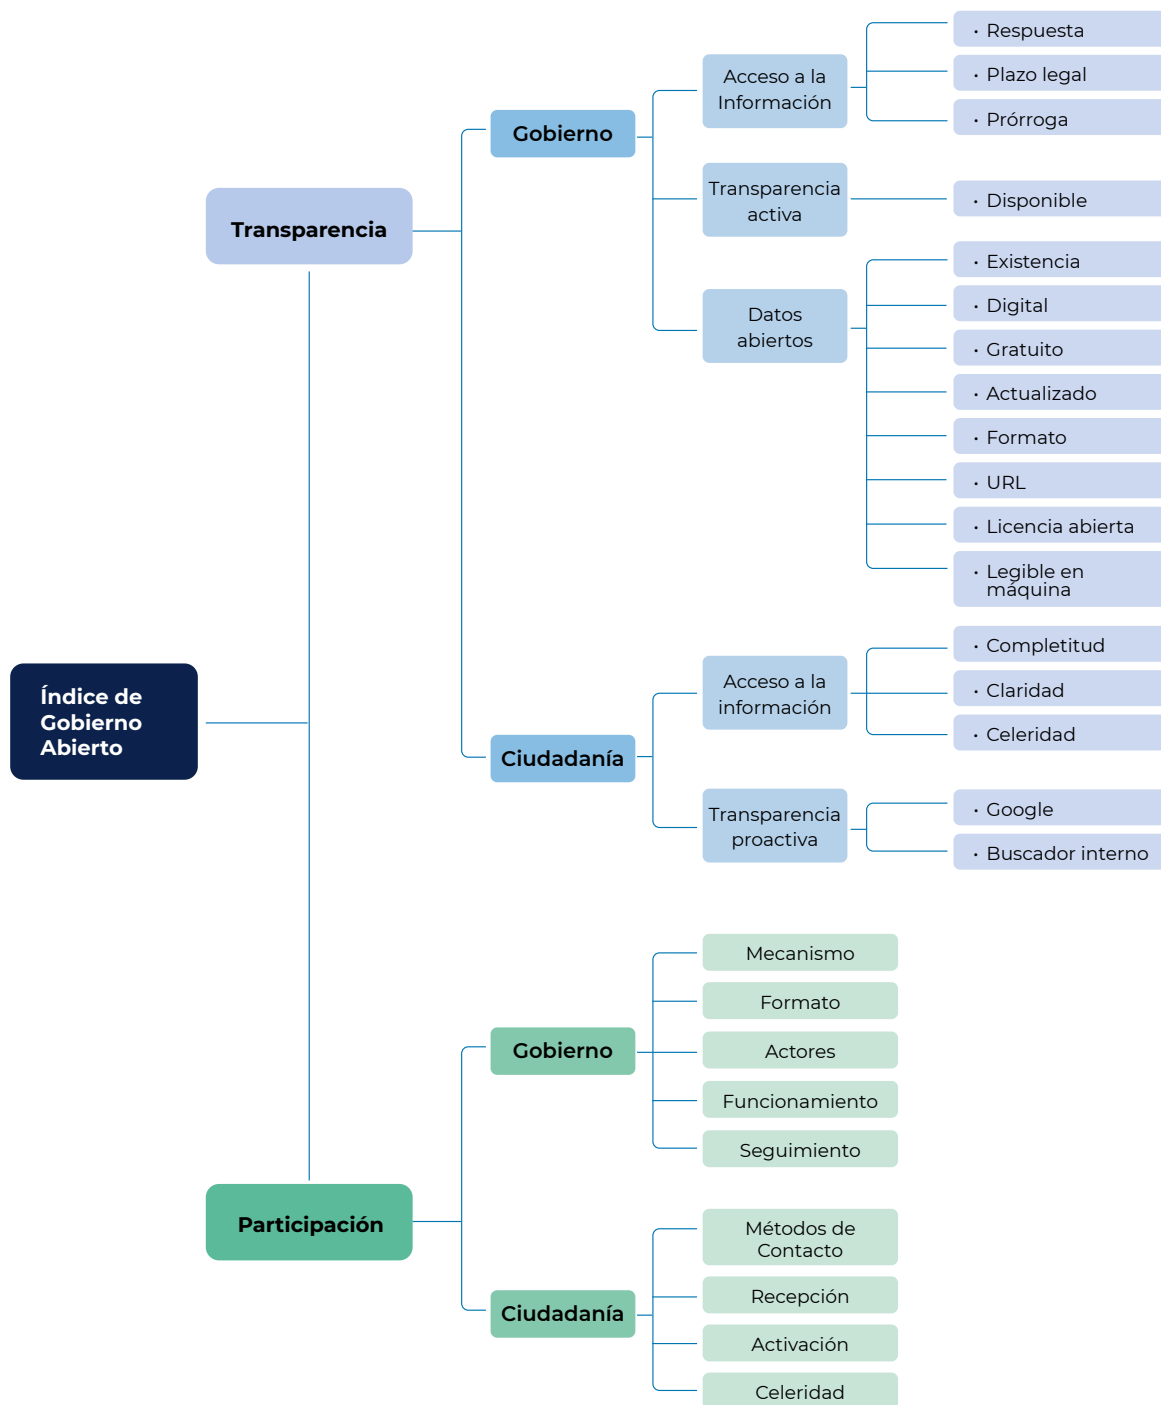 Índice de
Gobierno
Abierto
Transparencia
Gobierno
Acceso a la
Información
• Respuesta
• Plazo legal
• Prórroga
Transparencia
activa
• Disponible
Datos
abiertos
• Existencia
• Digital
• Gratuito
• Actualizado
• Formato
• URL
• Licencia abierta
• Legible en
máquina
Ciudadanía
Acceso a la
información
• Completitud
• Claridad
• Celeridad
Transparencia
proactiva
• Google
• Buscador interno
Participación
Gobierno
Mecanismo
Formato
Actores
Funcionamiento
Seguimiento
Ciudadanía
Métodos de
Contacto
Recepción
Activación
Celeridad